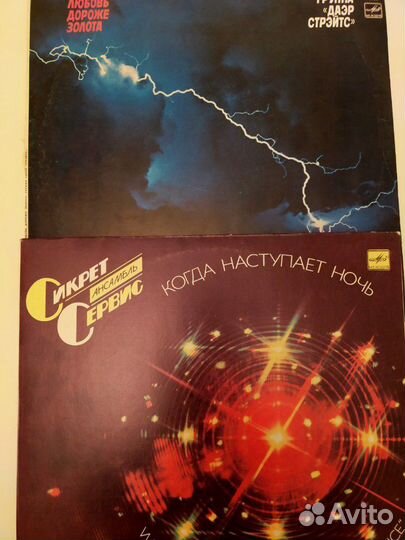 ЛЮБОВЬ
ДОРОЖЕ
ЗОЛОТА
ГРУППА
«ДАЭР
СТРЭЙТС»
СИКРЕТ
АНСАМБЛЬ
СЕРВИС
КОГДА НАСТУПАЕТ НОЧЬ
Avito